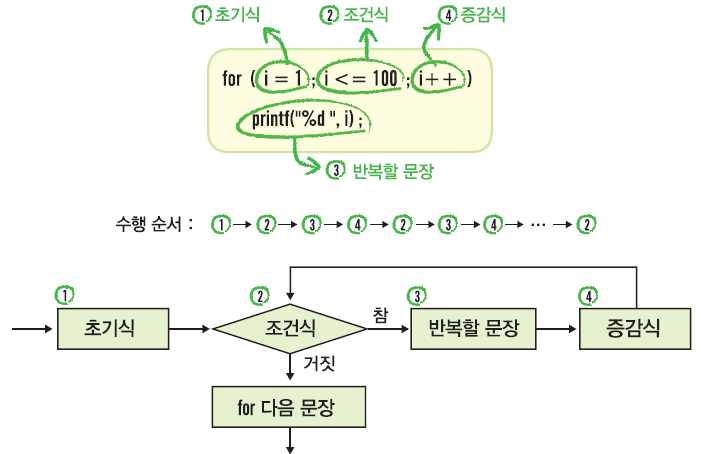 ① 초기식 ② 조건식 ④ 증감식
for ( i = 1 ; i <= 100 ; i++ )
printf("%d ", i) ;
③ 반복할 문장
수행 순서 : ① → ② → ③ → ④ → ② → ③ → ④ → ··· → ②
① ② ③ ④
초기식 조건식 참 반복할 문장 증감식
거짓
for 다음 문장